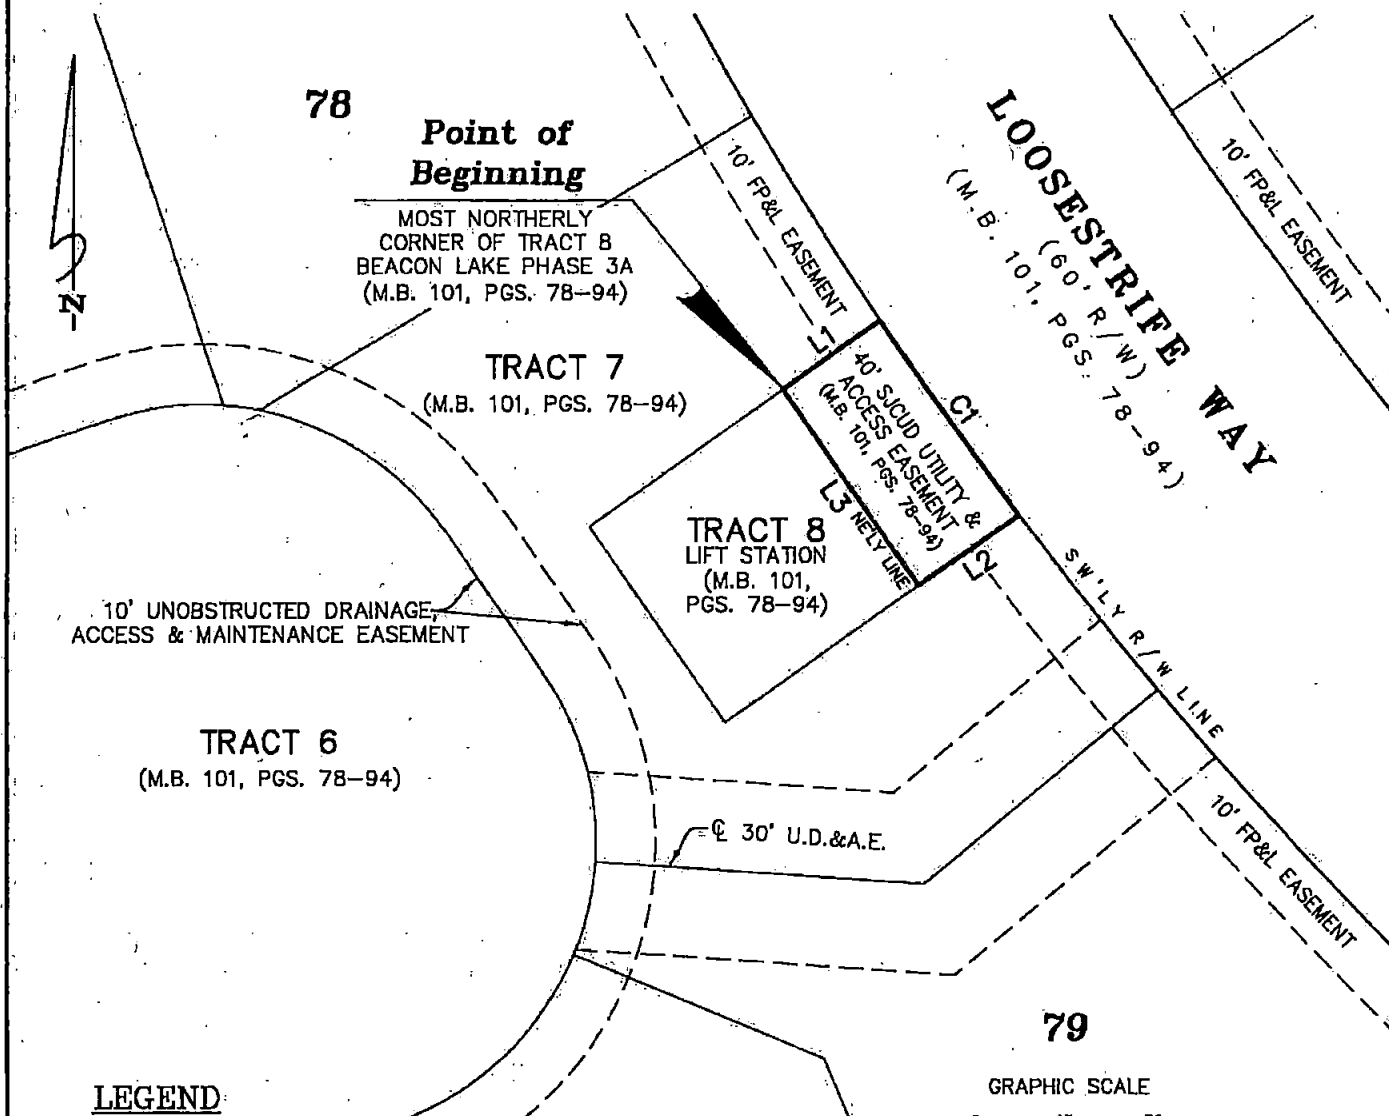 78
Point of
Beginning
MOST NORTHERLY
CORNER OF TRACT 8
BEACON LAKE PHASE 3A
(M.B. 101, PGS. 78-94)
N
TRACT 7
(M.B. 101, PGS. 78-94)
10' FP&L EASEMENT
LOOSESTRIFE WAY
(60' R/W)
(M.B. 101, PGS. 78-94)
10' FP&L EASEMENT
L1
40' SJCUD UTILITY &
ACCESS EASEMENT
(M.B. 101, PGS. 78-94)
C1
L3
NE'LY LINE
L2
TRACT 8
LIFT STATION
(M.B. 101,
PGS. 78-94)
SW'LY R/W LINE
10' UNOBSTRUCTED DRAINAGE,
ACCESS & MAINTENANCE EASEMENT
TRACT 6
(M.B. 101, PGS. 78-94)
℄ 30' U.D.&A.E.
10' FP&L EASEMENT
79
LEGEND
GRAPHIC SCALE